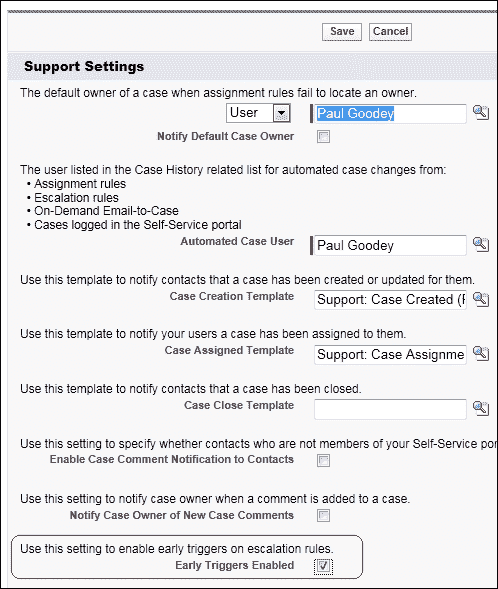 Save Cancel
Support Settings
The default owner of a case when assignment rules fail to locate an owner.
User Paul Goodey
Notify Default Case Owner
The user listed in the Case History related list for automated case changes from:
• Assignment rules
• Escalation rules
• On-Demand Email-to-Case
• Cases logged in the Self-Service portal
Automated Case User Paul Goodey
Use this template to notify contacts that a case has been created or updated for them.
Case Creation Template Support: Case Created (
Use this template to notify your users a case has been assigned to them.
Case Assigned Template Support: Case Assignme
Use this template to notify contacts that a case has been closed.
Case Close Template
Use this setting to specify whether contacts who are not members of your Self-Service por
Enable Case Comment Notification to Contacts
Use this setting to notify case owner when a comment is added to a case.
Notify Case Owner of New Case Comments
Use this setting to enable early triggers on escalation rules.
Early Triggers Enabled